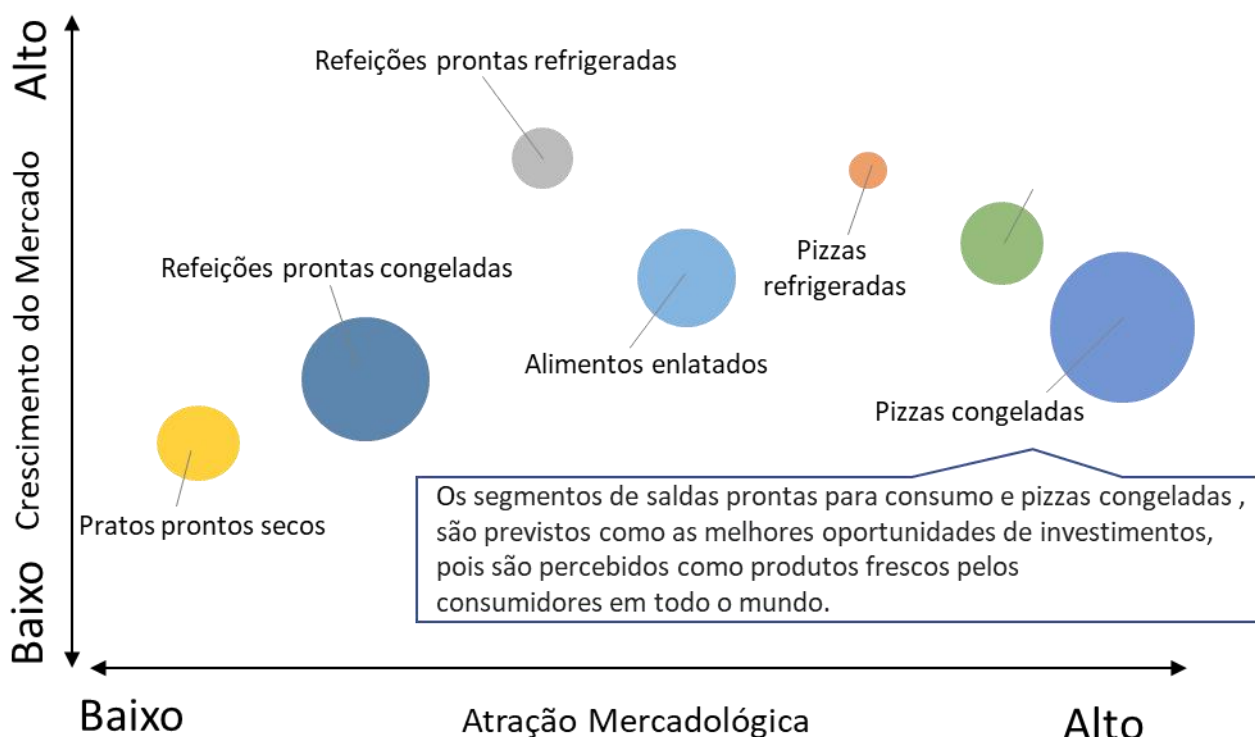 Alto
Crescimento do Mercado
Baixo
Refeições prontas refrigeradas
Refeições prontas congeladas
Pizzas
refrigeradas
Alimentos enlatados
Pizzas congeladas
Pratos prontos secos
Os segmentos de saldas prontas para consumo e pizzas congeladas ,
são previstos como as melhores oportunidades de investimentos,
pois são percebidos como produtos frescos pelos
consumidores em todo o mundo.
Baixo
Atração Mercadológica
Alto